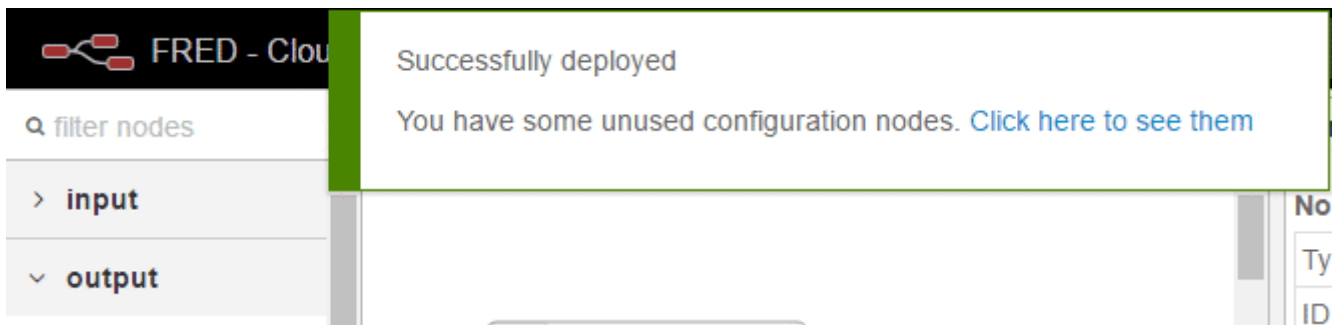 FRED - Clou
Successfully deployed
You have some unused configuration nodes. Click here to see them
filter nodes
input
output
No
Ty
ID